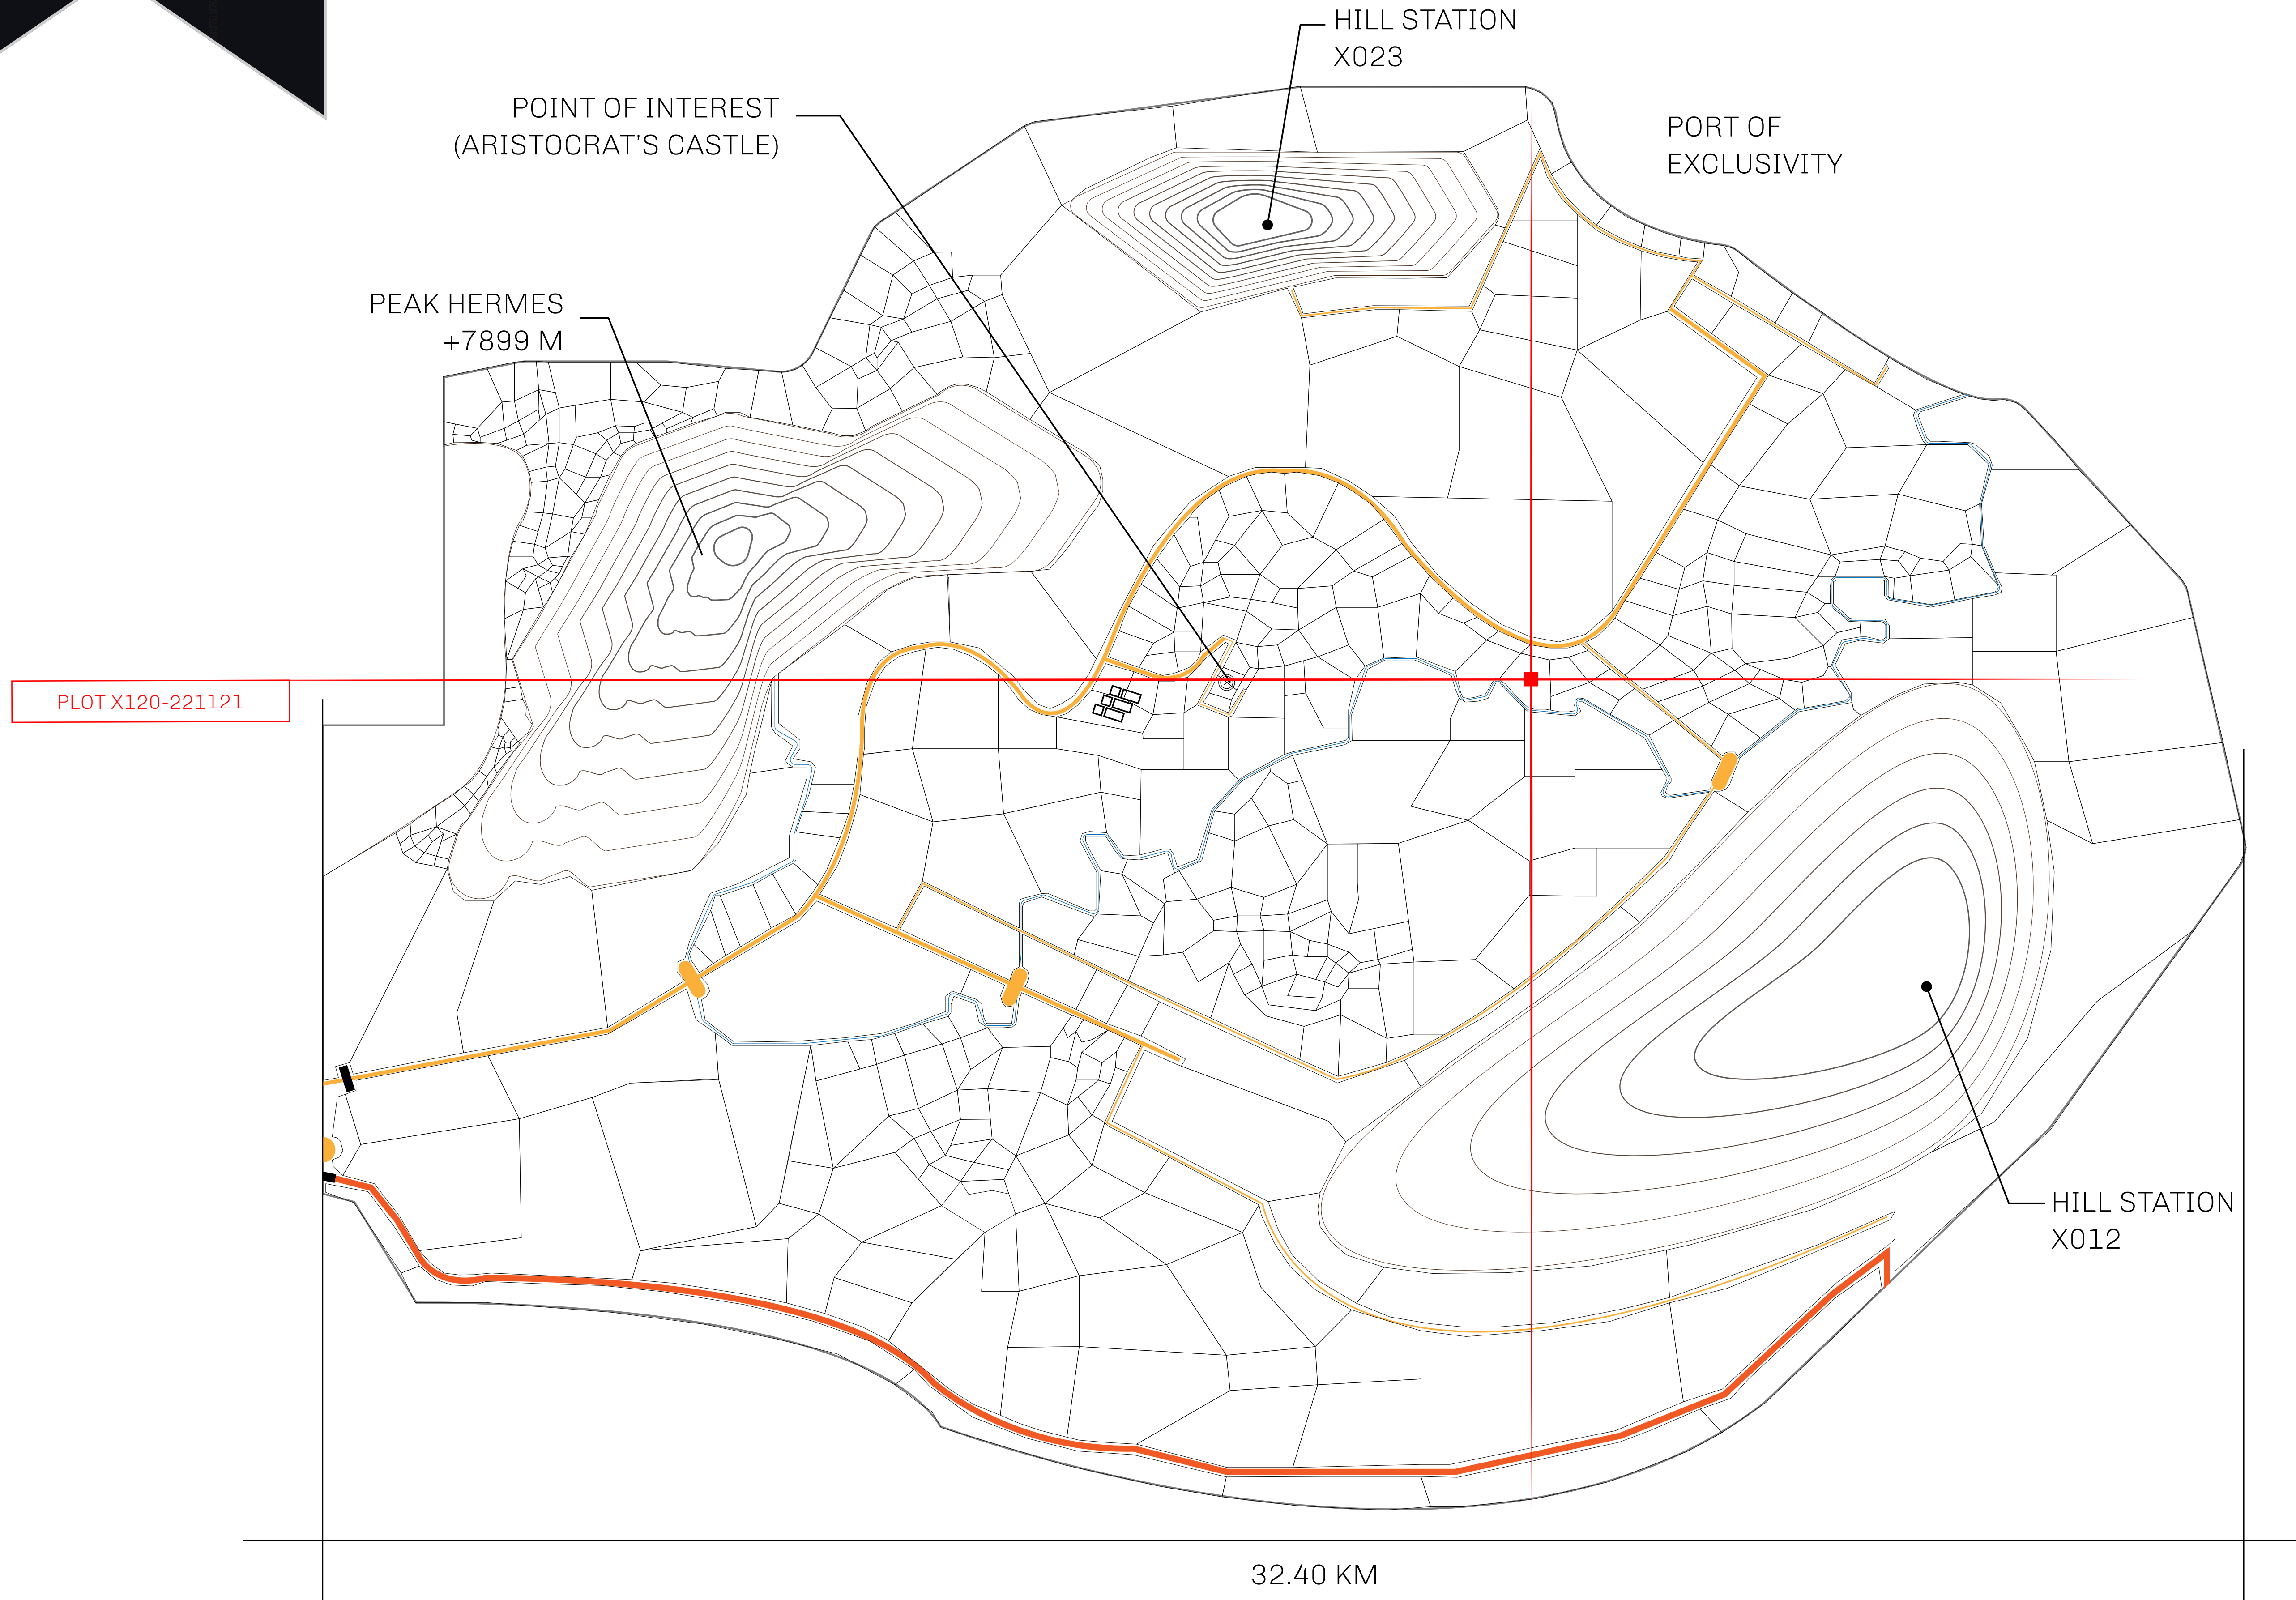 HILL STATION
X023
POINT OF INTEREST
(ARISTOCRAT'S CASTLE)
PORT OF
EXCLUSIVITY
PEAK HERMES
+7899 M
PLOT X120-221121
HILL STATION
X012
32.40 KM